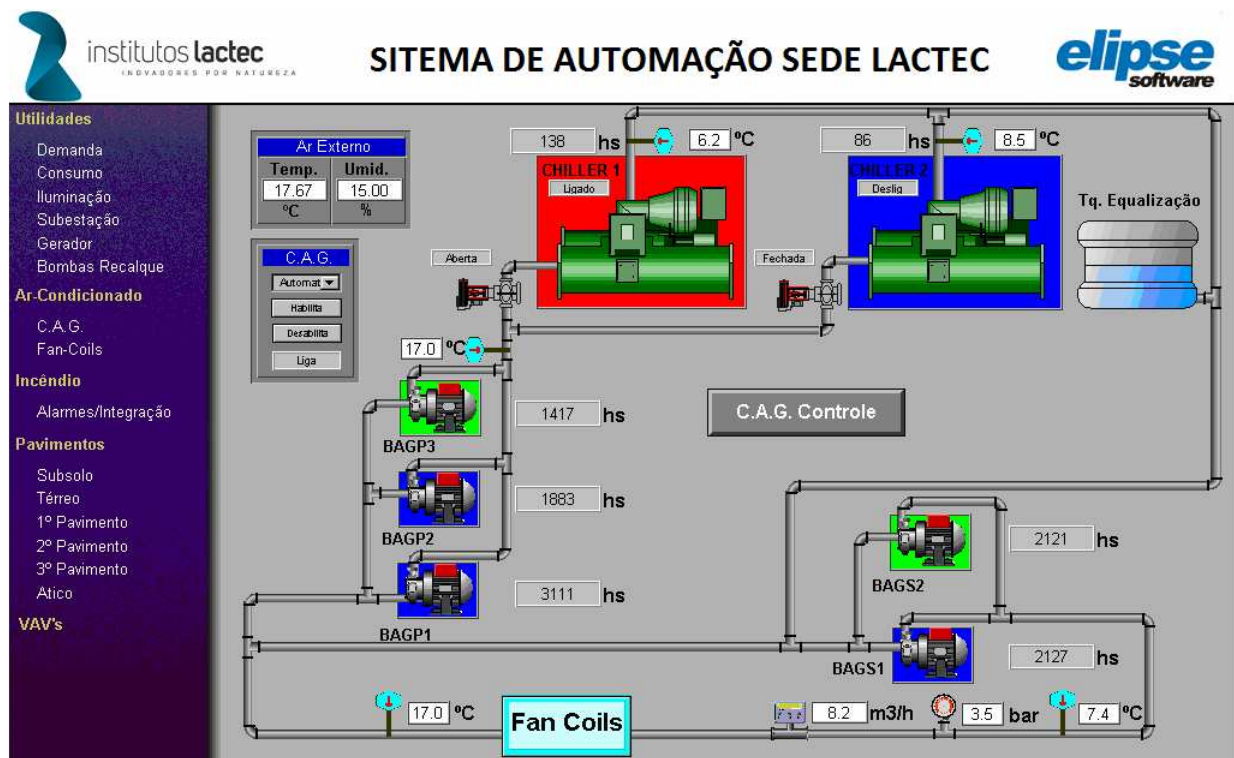 institutos lactec
INOVADORES POR NATUREZA
SITEMA DE AUTOMAÇÃO SEDE LACTEC
elipse
software
Utilidades
Demanda
Consumo
Iluminação
Subestação
Gerador
Bombas Recalque
Ar-Condicionado
C.A.G.
Fan-Coils
Incêndio
Alarmes/Integração
Pavimentos
Subsolo
Térreo
1º Pavimento
2º Pavimento
3º Pavimento
Atico
VAV's
Ar Externo
Temp. Umid.
17.67 15.00
ºC %
C.A.G.
Automat
Habilita
Desabilita
Liga
138 hs
6.2 ºC
CHILLER 1
Ligado
Aberta
86 hs
8.5 ºC
CHILLER 2
Deslig
Fechada
Tq. Equalização
17.0 ºC
BAGP3
1417 hs
C.A.G. Controle
BAGP2
1883 hs
BAGP1
3111 hs
BAGS2
2121 hs
BAGS1
2127 hs
17.0 ºC
Fan Coils
8.2 m3/h
3.5 bar
7.4 ºC